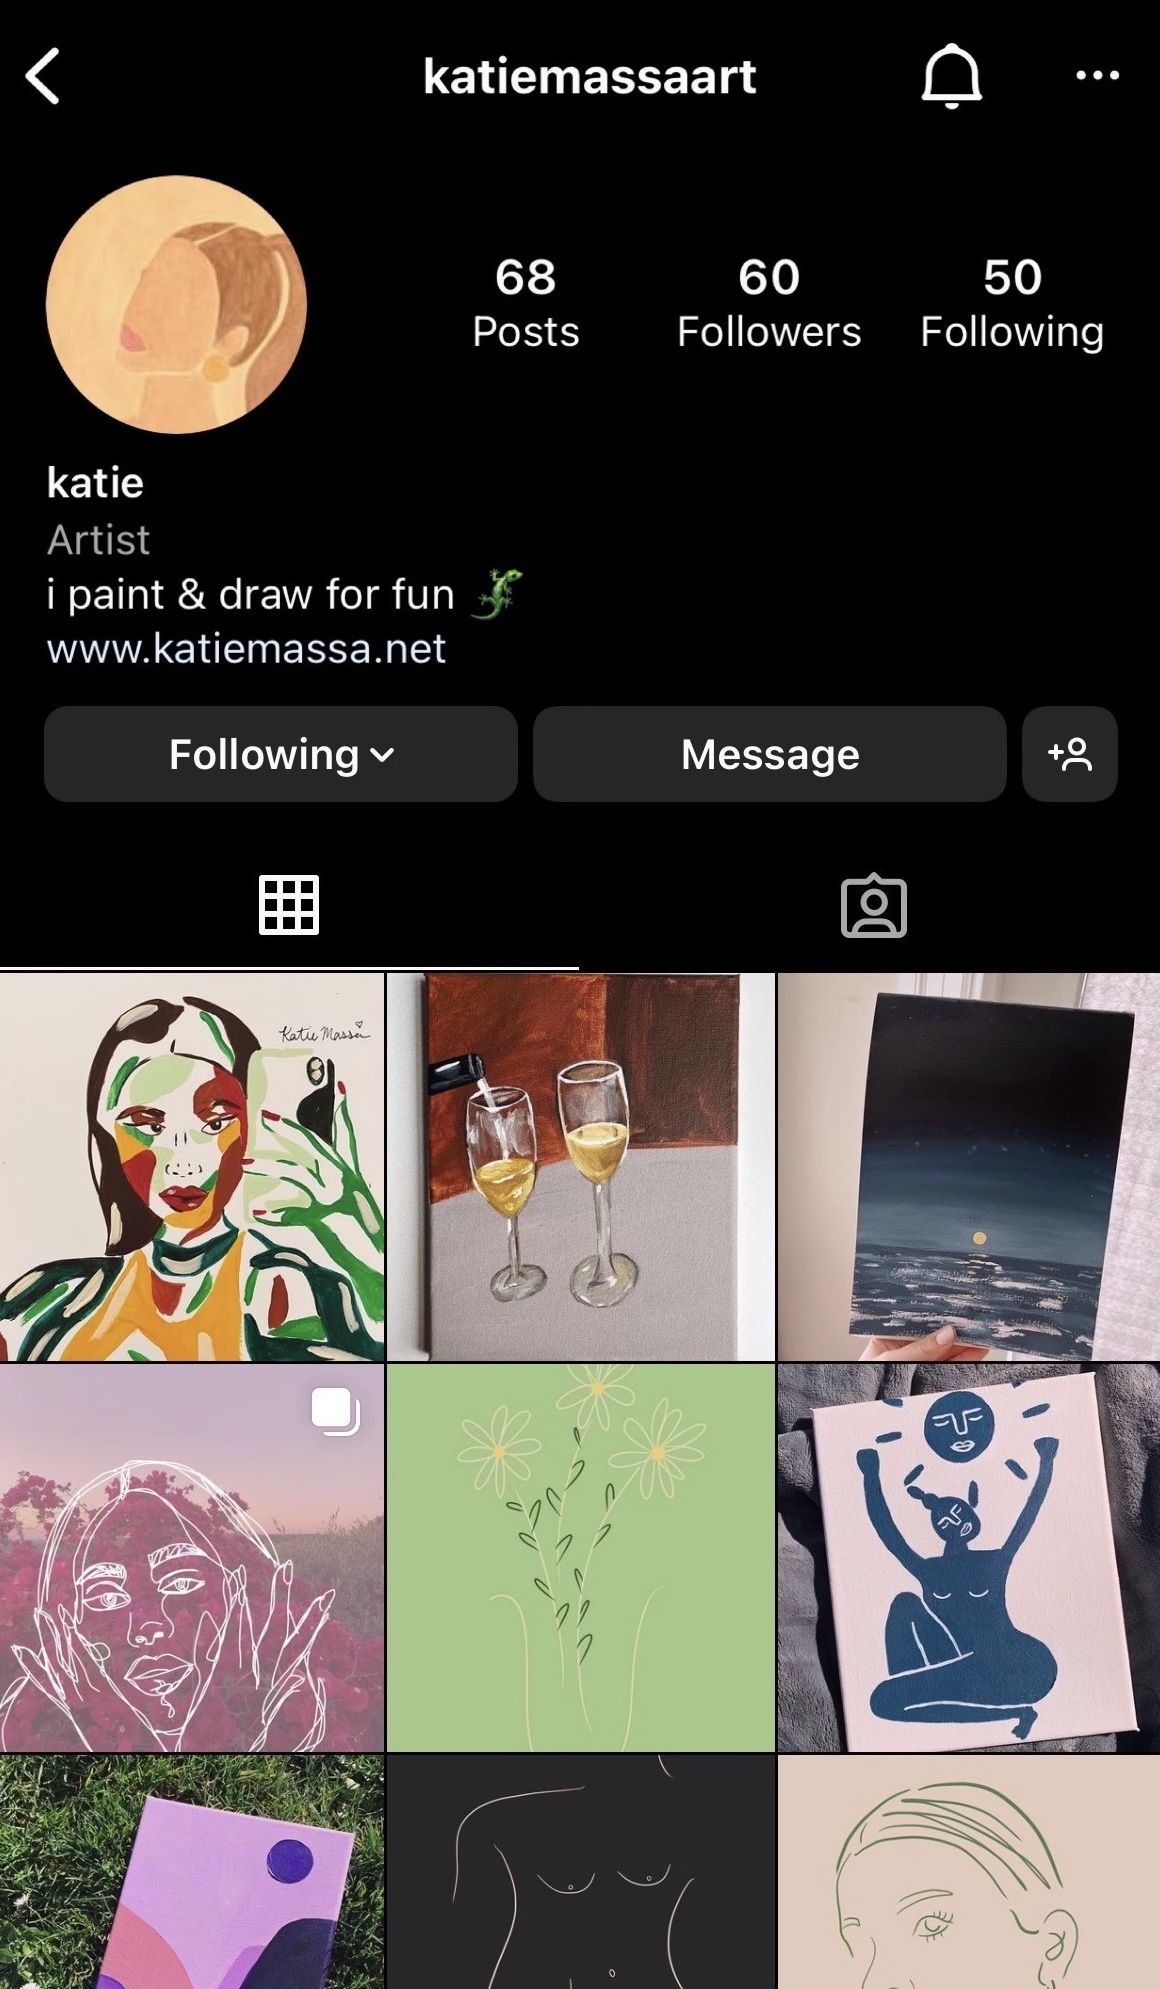 katiemassaart
68 60 50
Posts Followers Following
katie
Artist
i paint & draw for fun 🦎
www.katiemassa.net
Following Message
Katie Massa